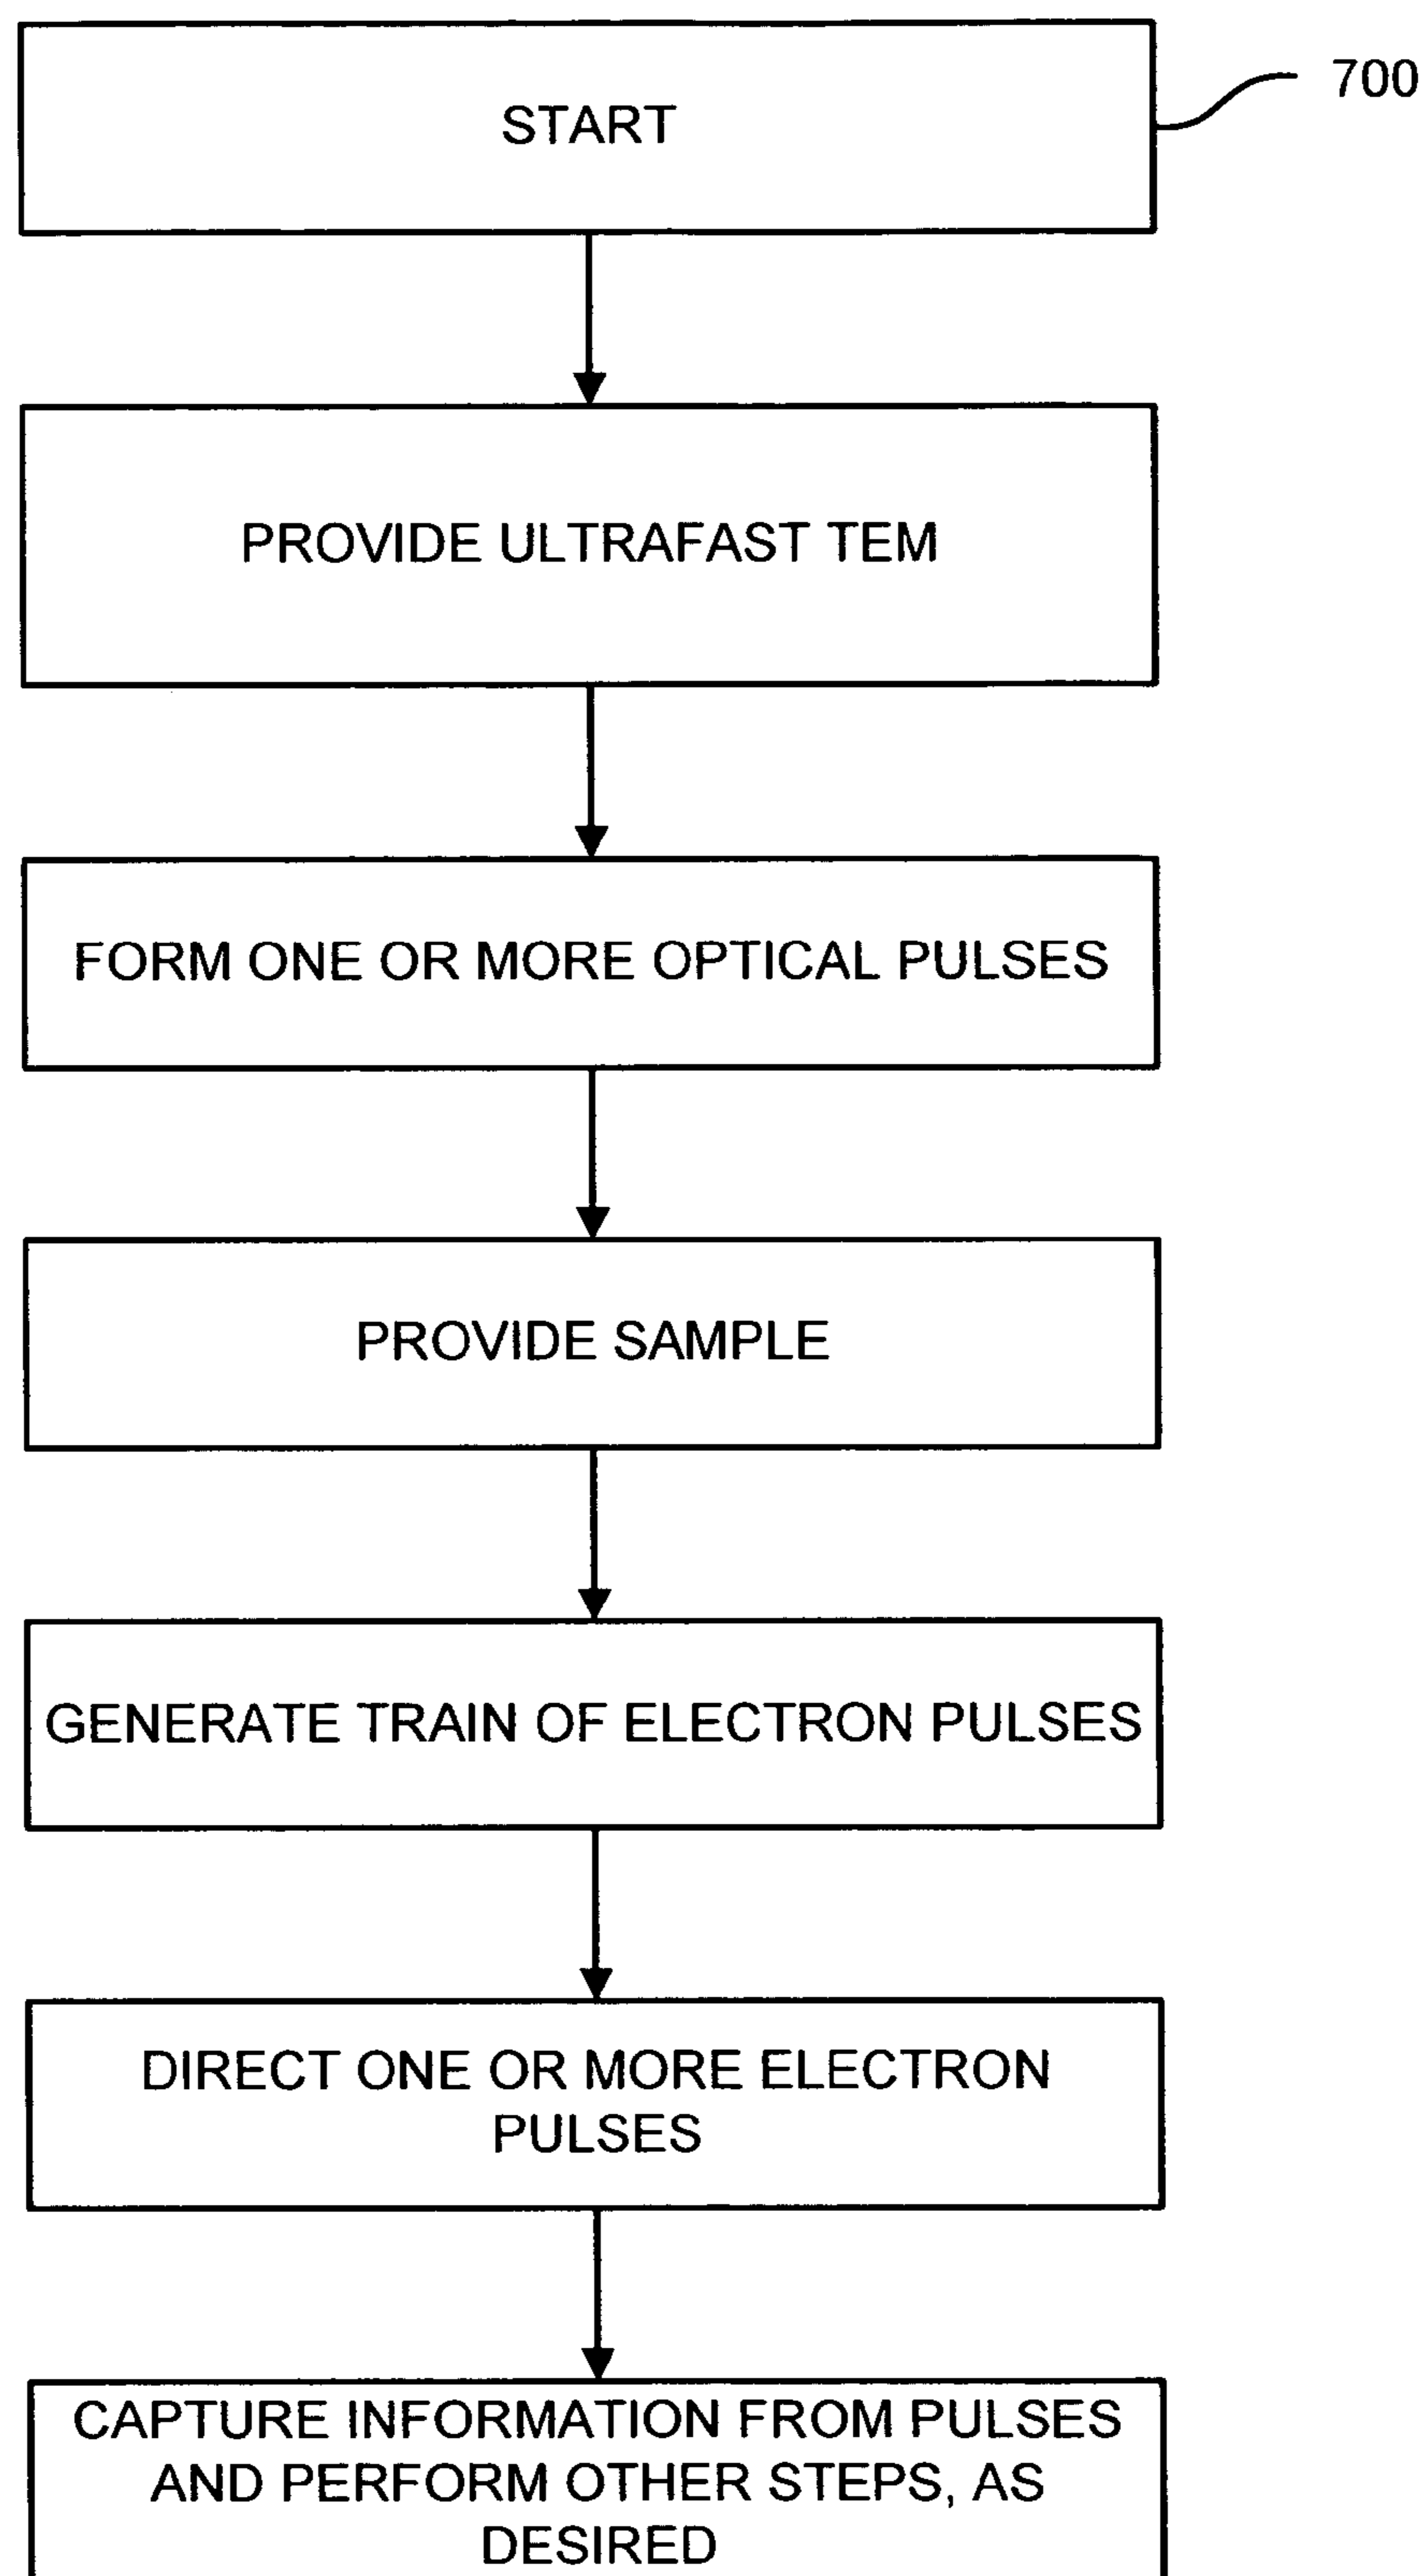 START
700
PROVIDE ULTRAFAST TEM
FORM ONE OR MORE OPTICAL PULSES
PROVIDE SAMPLE
GENERATE TRAIN OF ELECTRON PULSES
DIRECT ONE OR MORE ELECTRON
PULSES
CAPTURE INFORMATION FROM PULSES
AND PERFORM OTHER STEPS, AS
DESIRED